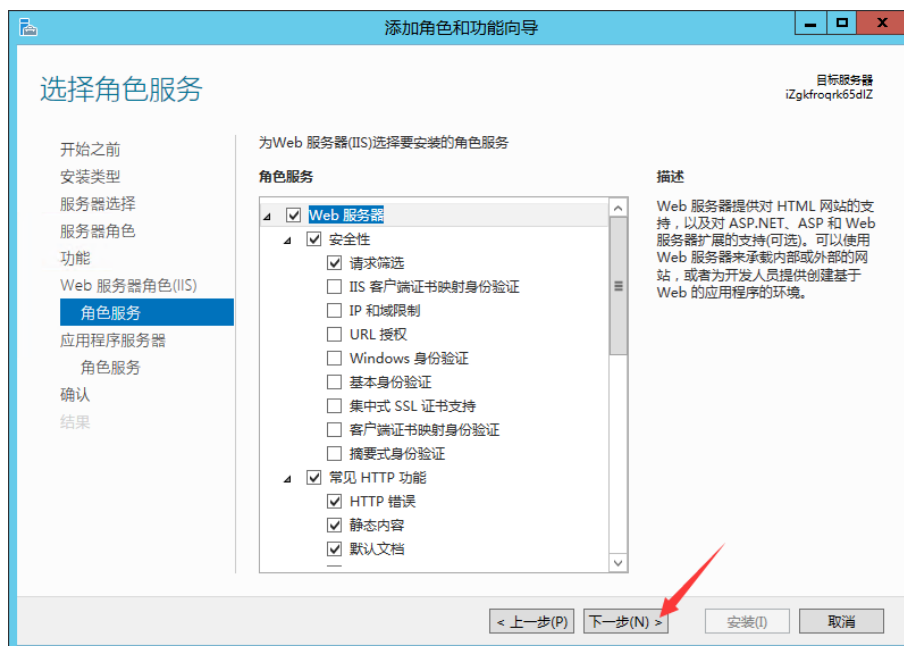 添加角色和功能向导
选择角色服务
目标服务器
iZgkfroqrk65dlZ
开始之前
安装类型
服务器选择
服务器角色
功能
Web 服务器角色(IIS)
角色服务
应用程序服务器
角色服务
确认
结果
为Web 服务器(IIS)选择要安装的角色服务
角色服务
Web 服务器
安全性
请求筛选
IIS 客户端证书映射身份验证
IP 和域限制
URL 授权
Windows 身份验证
基本身份验证
集中式 SSL 证书支持
客户端证书映射身份验证
摘要式身份验证
常见 HTTP 功能
HTTP 错误
静态内容
默认文档
描述
Web 服务器提供对 HTML 网站的支
持，以及对 ASP.NET、ASP 和 Web
服务器扩展的支持(可选)。可以使用
Web 服务器来承载内部或外部的网
站，或者为开发人员提供创建基于
Web 的应用程序的环境。
< 上一步(P)
下一步(N) >
安装(I)
取消